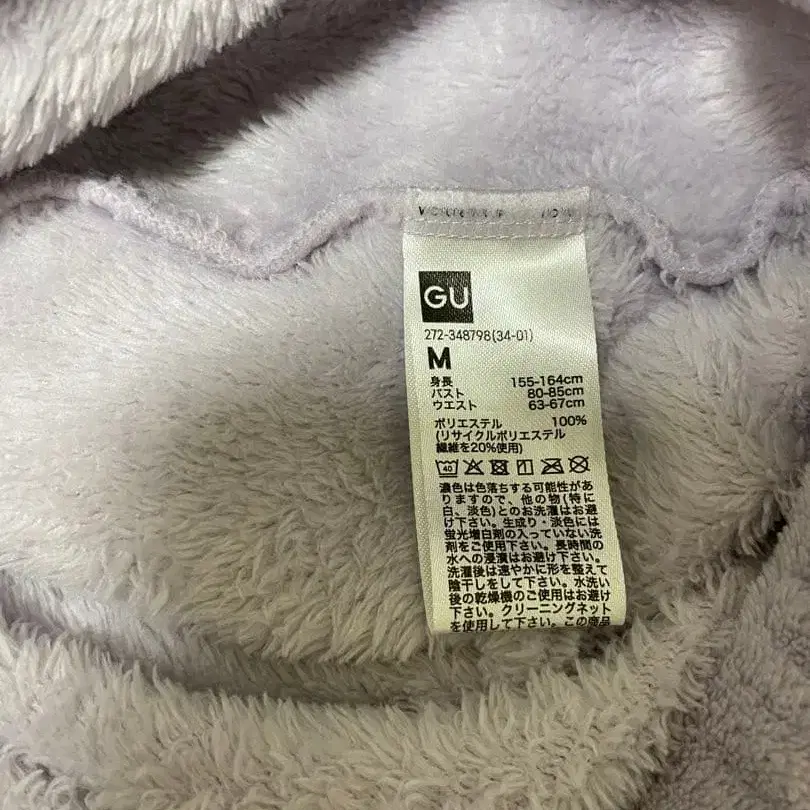 GU
272-348798(34-01)
M
身長 155-164cm
バスト 80-85cm
ウエスト 63-67cm
ポリエステル 100%
(リサイクルポリエステル
繊維を20%使用)
40
濃色は色落ちする可能性があ
りますので、他の物(特に
白、淡色)とのお洗濯はお避
け下さい。生成り・淡色には
蛍光増白剤の入っていない洗
剤をご使用下さい。長時間の
水への浸漬はお避け下さい。
洗濯後は速やかに形を整えて
陰干しをして下さい。水洗い
後の乾燥機のご使用はお避け
下さい。クリーニングネット
を使用して下さい。この商品